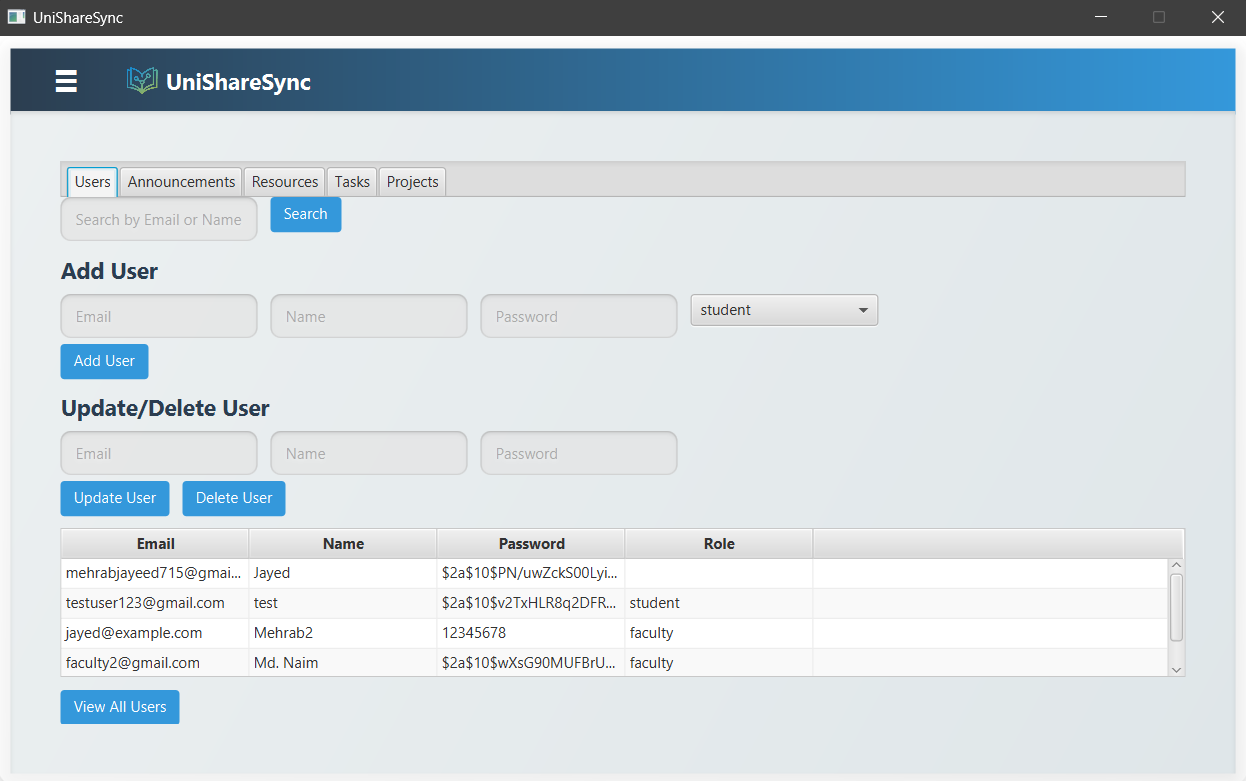 UniShareSync
UniShareSync
Users Announcements Resources Tasks Projects
Search by Email or Name Search
Add User
Email Name Password student
Add User
Update/Delete User
Email Name Password
Update User Delete User
Email Name Password Role
mehrabjayeed715@gmai... Jayed $2a$10$PN/uwZckS00Lyi...
testuser123@gmail.com test $2a$10$v2TxHLR8q2DFR... student
jayed@example.com Mehrab2 12345678 faculty
faculty2@gmail.com Md. Naim $2a$10$wXsG90MUFBrU... faculty
View All Users